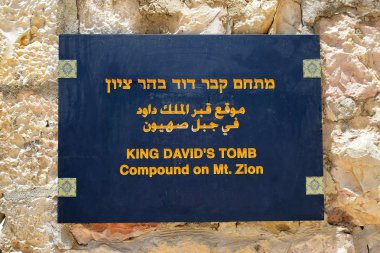 מתחם קבר דוד בהר ציון
موقع قبر الملك داود
في جبل صهيون
KING DAVID'S TOMB
Compound on Mt. Zion